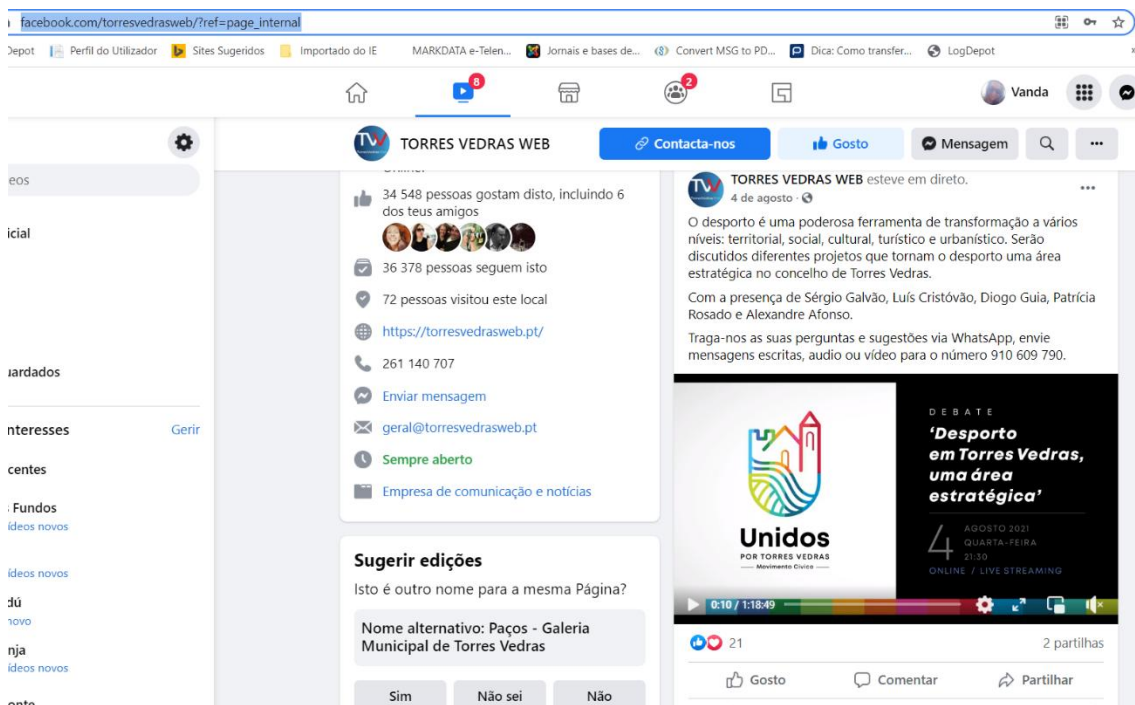 facebook.com/torresvedrasweb/?ref=page_internal
Depot
Perfil do Utilizador
Sites Sugeridos
Importado do IE
MARKDATA e-Telen...
Jornais e bases de...
Convert MSG to PD...
Dica: Como transfer...
LogDepot
8
2
Vanda
eos
icial
uardados
nteresses
Gerir
centes
s Fundos
ídeos novos
ídeos novos
dú
novo
nja
ídeos novos
onte
TORRES VEDRAS WEB
Contacta-nos
Gosto
Mensagem
34 548 pessoas gostam disto, incluindo 6
dos teus amigos
36 378 pessoas seguem isto
72 pessoas visitou este local
https://torresvedrasweb.pt/
261 140 707
Enviar mensagem
geral@torresvedrasweb.pt
Sempre aberto
Empresa de comunicação e notícias
Sugerir edições
Isto é outro nome para a mesma Página?
Nome alternativo: Paços - Galeria
Municipal de Torres Vedras
Sim
Não sei
Não
TORRES VEDRAS WEB esteve em direto.
4 de agosto ·
O desporto é uma poderosa ferramenta de transformação a vários
níveis: territorial, social, cultural, turístico e urbanístico. Serão
discutidos diferentes projetos que tornam o desporto uma área
estratégica no concelho de Torres Vedras.
Com a presença de Sérgio Galvão, Luís Cristóvão, Diogo Guia, Patrícia
Rosado e Alexandre Afonso.
Traga-nos as suas perguntas e sugestões via WhatsApp, envie
mensagens escritas, audio ou vídeo para o número 910 609 790.
Unidos
POR TORRES VEDRAS
Movimento Cívico
DEBATE
'Desporto
em Torres Vedras,
uma área
estratégica'
4
AGOSTO 2021
QUARTA-FEIRA
21:30
ONLINE / LIVE STREAMING
0:10 / 1:18:49
21
2 partilhas
Gosto
Comentar
Partilhar